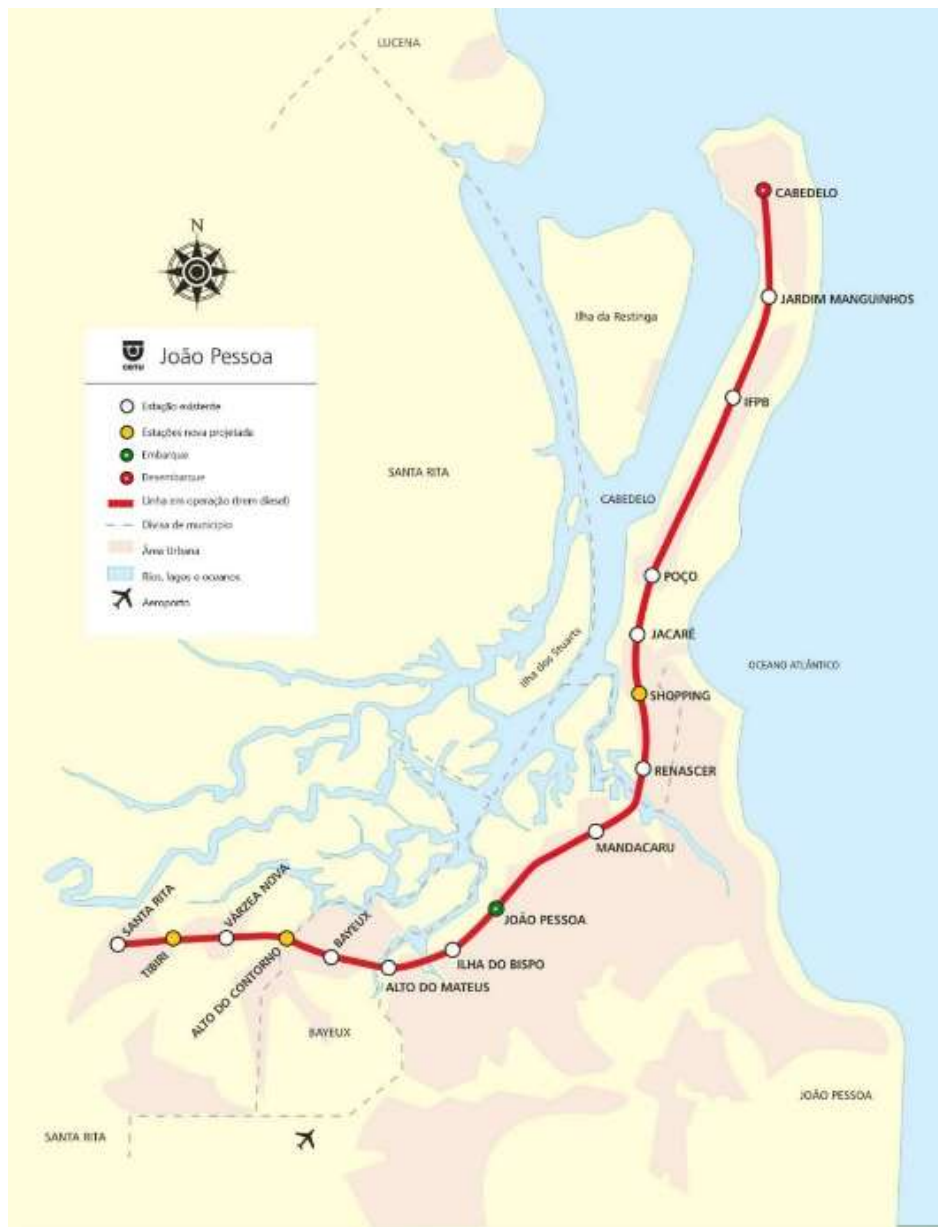 LUCENA
CABEDELO
N
JARDIM MANGUINHOS
Ilha da Restinga
CBTU
João Pessoa
IFPB
Estação existente
Estações nova projetada
Embarque
Desembarque
Linha em operação (trem diesel)
Divisa de município
Área Urbana
Rios, lagos e oceanos
Aeroporto
SANTA RITA
CABEDELO
POÇO
JACARÉ
Ilha dos Stuarts
OCEANO ATLÂNTICO
SHOPPING
RENASCER
MANDACARU
SANTA RITA
TIBIRI
VÁRZEA NOVA
ALTO DO CONTORNO
BAYEUX
JOÃO PESSOA
ILHA DO BISPO
ALTO DO MATEUS
BAYEUX
JOÃO PESSOA
SANTA RITA